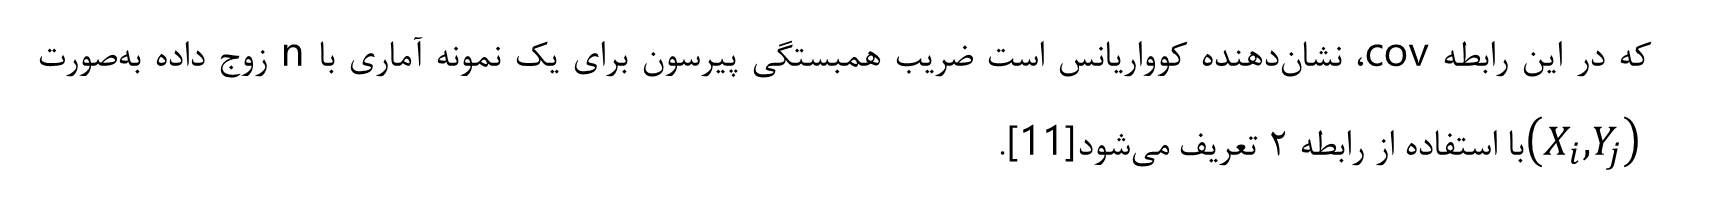 که در این رابطه cov، نشان‌دهنده کوواریانس است ضریب همبستگی پیرسون برای یک نمونه آماری با n زوج داده به‌صورت
(X_i,Y_j)با استفاده از رابطه ۲ تعریف می‌شود[11].